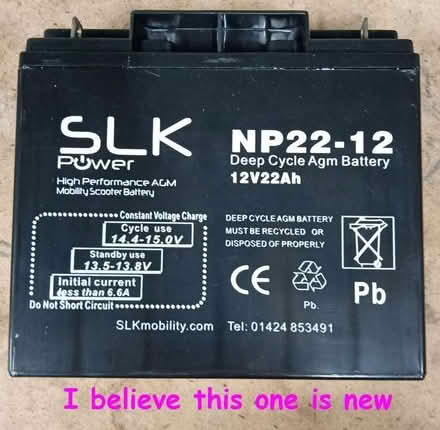 SLK
Power
High Performance AGM
Mobility Scooter Battery
NP22-12
Deep Cycle Agm Battery
12V22Ah
Constant Voltage Charge
Cycle use
14.4-15.0V
Standby use
13.5-13.8V
Initial current
less than 6.6A
Do Not Short Circuit
DEEP CYCLE AGM BATTERY
MUST BE RECYCLED OR
DISPOSED OF PROPERLY
CE
Pb.
Pb
SLKmobility.com
Tel: 01424 853491
I believe this one is new